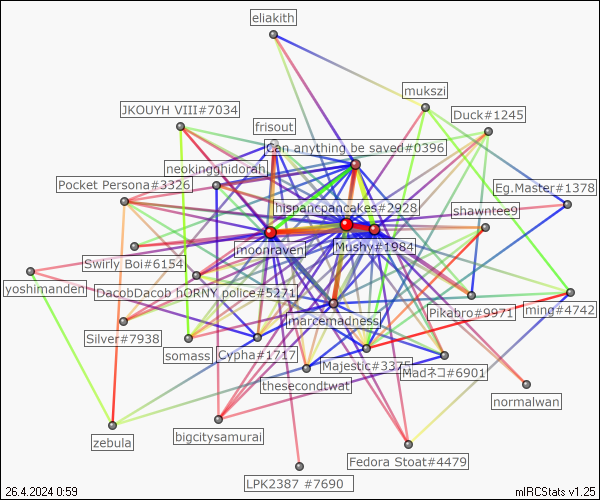 eliakith
mukszi
JKOUYH VIII#7034
Duck#1245
frisout
Can anything be saved#0396
neokingghidorah
Pocket Persona#3326
Eg.Master#1378
hispancpancakes#2928
shawntee9
moonraven
Mushy#1984
Swirly Boi#6154
yoshmanden
DacobDacob hORNY police#5271
Pikabro#9971
ming#4742
marcemadness
Silver#7938
somass
Cypha#1717
Majestic#3375
Madネコ#6901
thesecondtwat
normalwan
zebula
bigcitysamurai
Fedora Stoat#4479
LPK2387 #7690
26.4.2024 0:59
mIRCStats v1.25